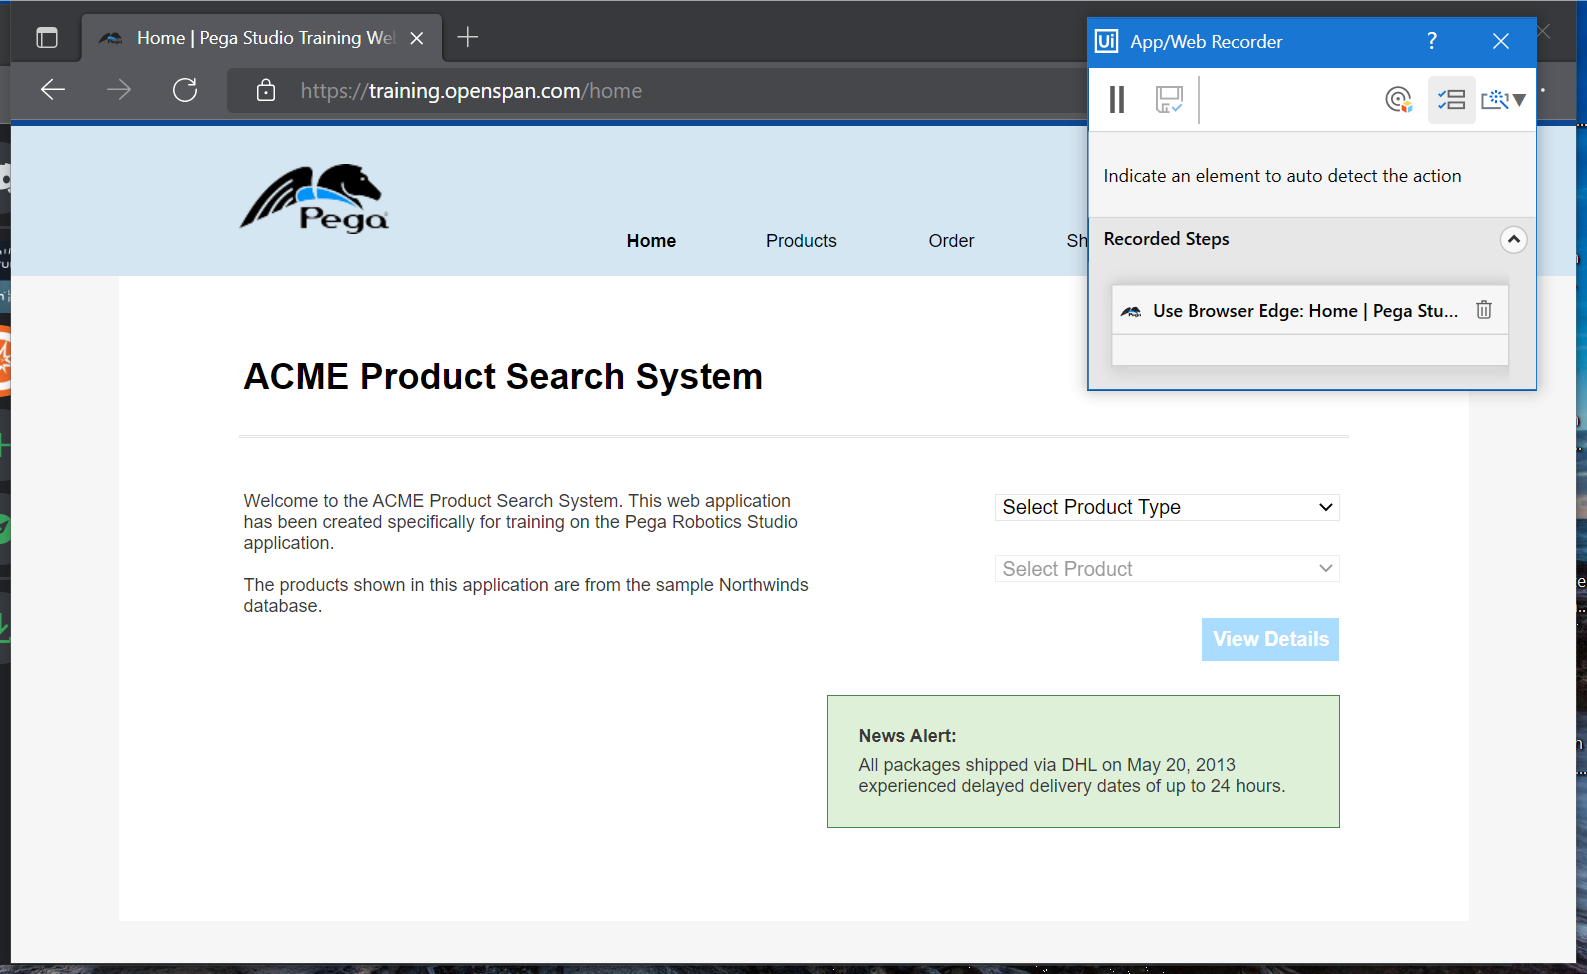 Home | Pega Studio Training We
https://training.openspan.com/home
Ui App/Web Recorder ?
Indicate an element to auto detect the action
Recorded Steps
Use Browser Edge: Home | Pega Stu...
Pega
Home Products Order Sh
ACME Product Search System
Welcome to the ACME Product Search System. This web application
has been created specifically for training on the Pega Robotics Studio
application.
The products shown in this application are from the sample Northwinds
database.
Select Product Type
Select Product
View Details
News Alert:
All packages shipped via DHL on May 20, 2013
experienced delayed delivery dates of up to 24 hours.